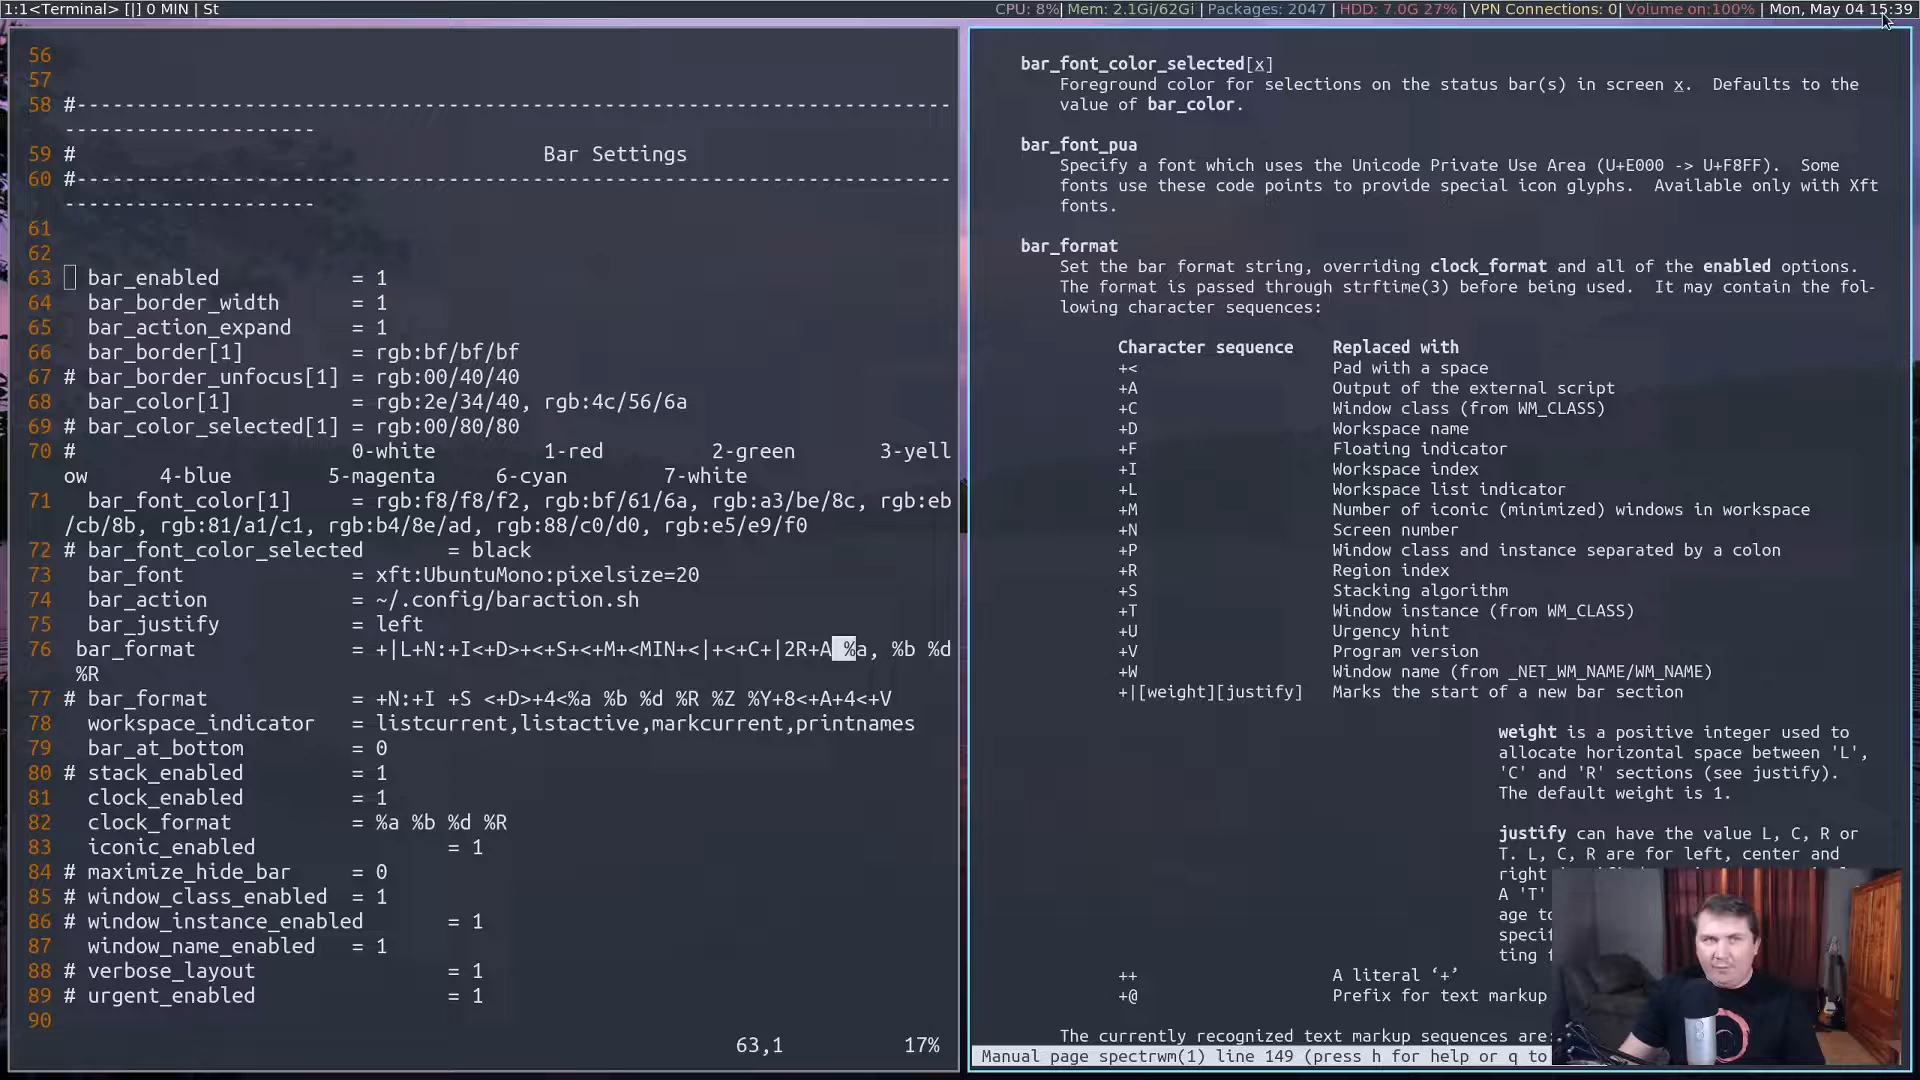 1:1<Terminal> [|] 0 MIN | St
CPU: 8%| Mem: 2.1Gi/62Gi | Packages: 2047 | HDD: 7.0G 27% | VPN Connections: 0| Volume on:100% | Mon, May 04 15:39
56
57
58 #-------------------------------------------------------------------------
---------------------
59 # Bar Settings
60 #-------------------------------------------------------------------------
---------------------
61
62
63 bar_enabled = 1
64 bar_border_width = 1
65 bar_action_expand = 1
66 bar_border[1] = rgb:bf/bf/bf
67 # bar_border_unfocus[1] = rgb:00/40/40
68 bar_color[1] = rgb:2e/34/40, rgb:4c/56/6a
69 # bar_color_selected[1] = rgb:00/80/80
70 # 0-white 1-red 2-green 3-yell
ow 4-blue 5-magenta 6-cyan 7-white
71 bar_font_color[1] = rgb:f8/f8/f2, rgb:bf/61/6a, rgb:a3/be/8c, rgb:eb
/cb/8b, rgb:81/a1/c1, rgb:b4/8e/ad, rgb:88/c0/d0, rgb:e5/e9/f0
72 # bar_font_color_selected = black
73 bar_font = xft:UbuntuMono:pixelsize=20
74 bar_action = ~/.config/baraction.sh
75 bar_justify = left
76 bar_format = +|L+N:+I<+D>+<+S+<+M+<MIN+<|+<+C+|2R+A %a, %b %d
%R
77 # bar_format = +N:+I +S <+D>+4<%a %b %d %R %Z %Y+8<+A+4<+V
78 workspace_indicator = listcurrent,listactive,markcurrent,printnames
79 bar_at_bottom = 0
80 # stack_enabled = 1
81 clock_enabled = 1
82 clock_format = %a %b %d %R
83 iconic_enabled = 1
84 # maximize_hide_bar = 0
85 # window_class_enabled = 1
86 # window_instance_enabled = 1
87 window_name_enabled = 1
88 # verbose_layout = 1
89 # urgent_enabled = 1
90
63,1 17%
bar_font_color_selected[x]
Foreground color for selections on the status bar(s) in screen x. Defaults to the
value of bar_color.
bar_font_pua
Specify a font which uses the Unicode Private Use Area (U+E000 -> U+F8FF). Some
fonts use these code points to provide special icon glyphs. Available only with Xft
fonts.
bar_format
Set the bar format string, overriding clock_format and all of the enabled options.
The format is passed through strftime(3) before being used. It may contain the fol-
lowing character sequences:
Character sequence Replaced with
+< Pad with a space
+A Output of the external script
+C Window class (from WM_CLASS)
+D Workspace name
+F Floating indicator
+I Workspace index
+L Workspace list indicator
+M Number of iconic (minimized) windows in workspace
+N Screen number
+P Window class and instance separated by a colon
+R Region index
+S Stacking algorithm
+T Window instance (from WM_CLASS)
+U Urgency hint
+V Program version
+W Window name (from _NET_WM_NAME/WM_NAME)
+|[weight][justify] Marks the start of a new bar section
weight is a positive integer used to
allocate horizontal space between 'L',
'C' and 'R' sections (see justify).
The default weight is 1.
justify can have the value L, C, R or
T. L, C, R are for left, center and
right
A 'T'
age to
specif
ting
++ A literal ‘+’
+@ Prefix for text markup
The currently recognized text markup sequences are:
Manual page spectrwm(1) line 149 (press h for help or q to